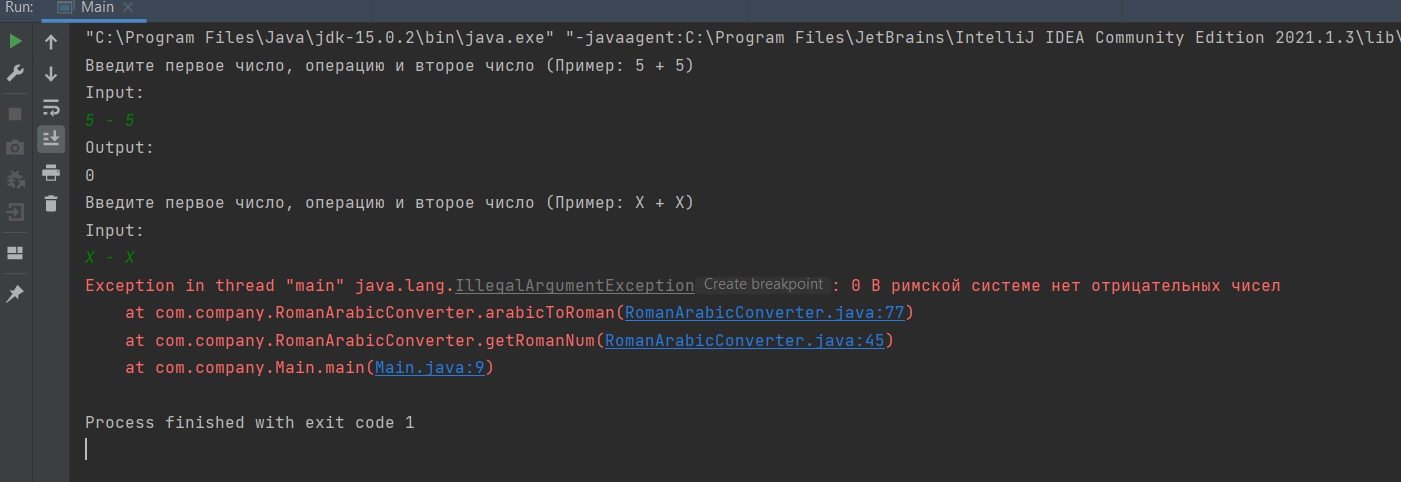 Run: Main
"C:\Program Files\Java\jdk-15.0.2\bin\java.exe" "-javaagent:C:\Program Files\JetBrains\IntelliJ IDEA Community Edition 2021.1.3\lib\
Введите первое число, операцию и второе число (Пример: 5 + 5)
Input:
5 - 5
Output:
0
Введите первое число, операцию и второе число (Пример: X + X)
Input:
X - X
Exception in thread "main" java.lang.IllegalArgumentException Create breakpoint : 0 В римской системе нет отрицательных чисел
at com.company.RomanArabicConverter.arabicToRoman(RomanArabicConverter.java:77)
at com.company.RomanArabicConverter.getRomanNum(RomanArabicConverter.java:45)
at com.company.Main.main(Main.java:9)
Process finished with exit code 1